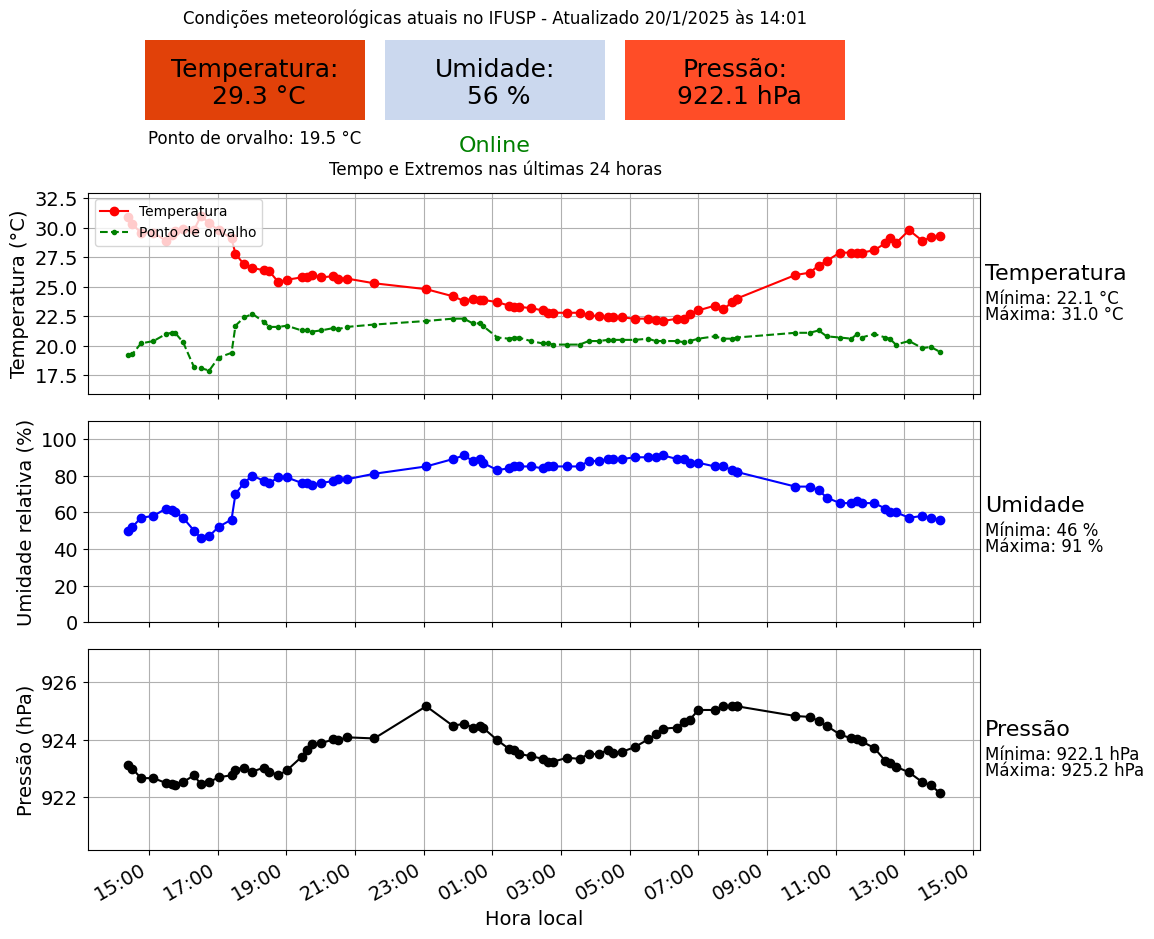 Condições meteorológicas atuais no IFUSP - Atualizado 20/1/2025 às 14:01
Temperatura:
29.3 °C
Umidade:
56 %
Pressão:
922.1 hPa
Ponto de orvalho: 19.5 °C
Online
Tempo e Extremos nas últimas 24 horas
Temperatura (°C)
32.5
30.0
27.5
25.0
22.5
20.0
17.5
Temperatura
Ponto de orvalho
Temperatura
Mínima: 22.1 °C
Máxima: 31.0 °C
Umidade relativa (%)
100
80
60
40
20
0
Umidade
Mínima: 46 %
Máxima: 91 %
Pressão (hPa)
926
924
922
Pressão
Mínima: 922.1 hPa
Máxima: 925.2 hPa
15:00 17:00 19:00 21:00 23:00 01:00 03:00 05:00 07:00 09:00 11:00 13:00 15:00
Hora local